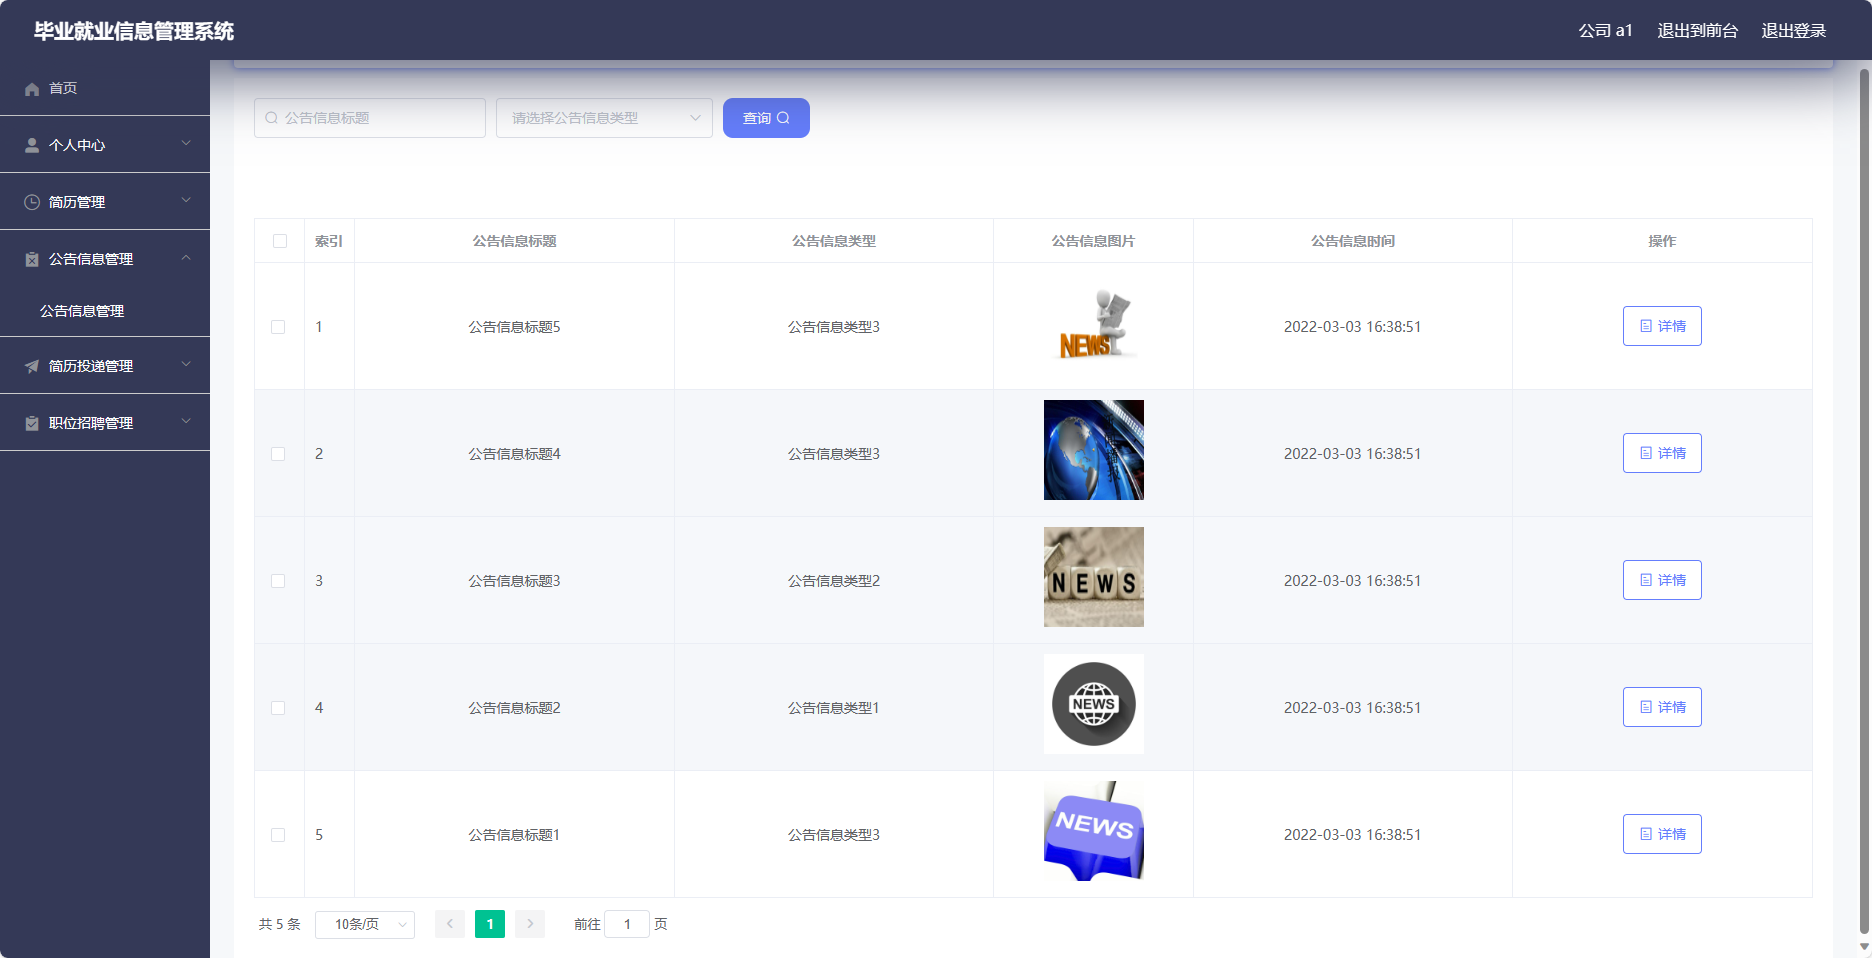 毕业就业信息管理系统
公司 a1 退出到前台 退出登录
首页
个人中心
简历管理
公告信息管理
公告信息管理
简历投递管理
职位招聘管理
公告信息标题 请选择公告信息类型 查询
索引 公告信息标题 公告信息类型 公告信息图片 公告信息时间 操作
1 公告信息标题5 公告信息类型3 NEWS 2022-03-03 16:38:51 详情
2 公告信息标题4 公告信息类型3 2022-03-03 16:38:51 详情
3 公告信息标题3 公告信息类型2 NEWS 2022-03-03 16:38:51 详情
4 公告信息标题2 公告信息类型1 NEWS 2022-03-03 16:38:51 详情
5 公告信息标题1 公告信息类型3 NEWS 2022-03-03 16:38:51 详情
共 5 条 10条/页 1 前往 1 页